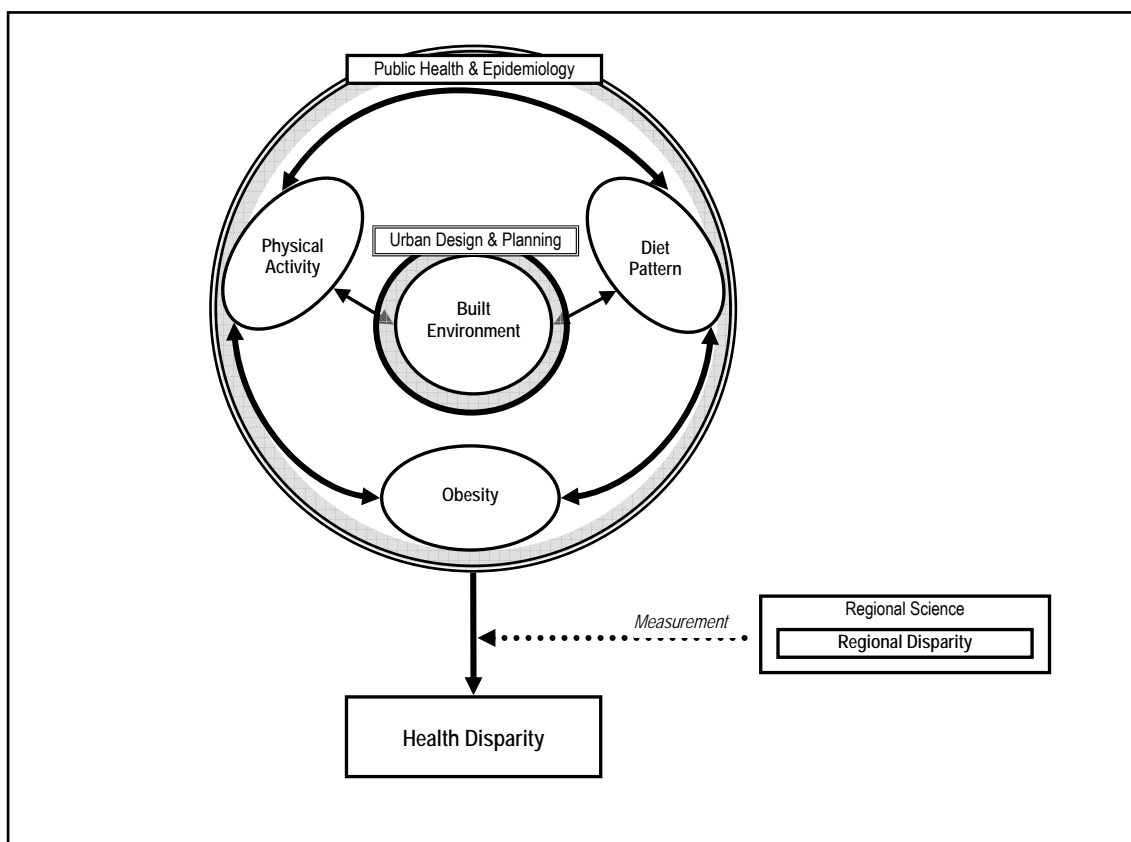 Public Health & Epidemiology
Physical
Activity
Urban Design & Planning
Diet
Pattern
Built
Environment
Obesity
Measurement
Regional Science
Regional Disparity
Health Disparity